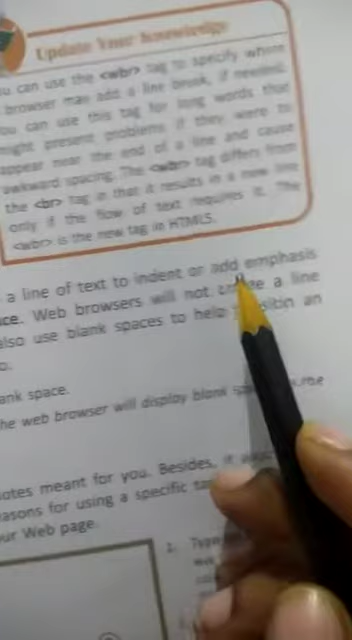 Update Your Knowledge
ou can use the <wbr> tag to specify where
browser may add a line break, if needed.
ou can use this tag for long words that
might present problems if they were to
appear near the end of a line and cause
awkward spacing. The <wbr> tag differs from
the <br> tag in that it results in a new line
only if the flow of text requires it. The
<wbr> is the new tag in HTML5.
a line of text to indent or add emphasis
ce. Web browsers will not a line
also use blank spaces to help an
o.
ank space.
he web browser will display blank the
otes meant for you. Besides, it
asons for using a specific
ur Web page.
1.